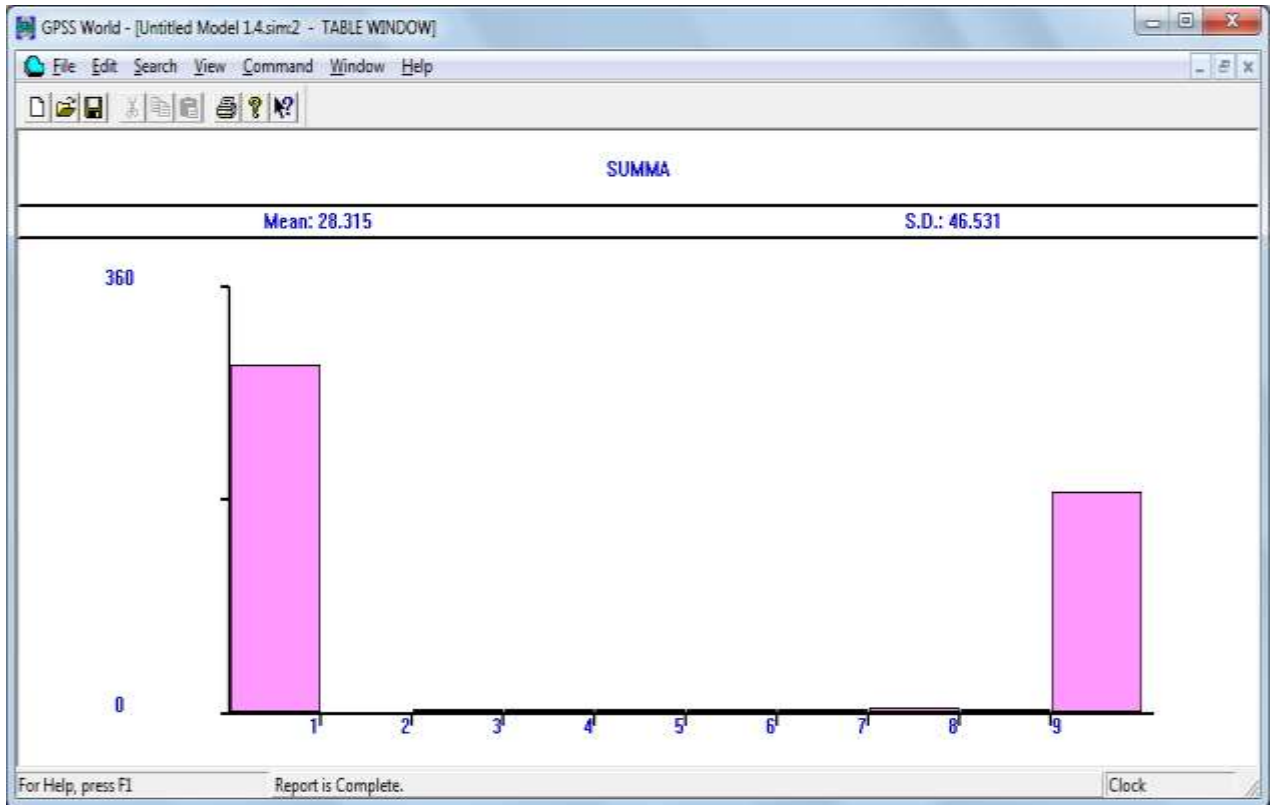 GPSS World - [Untitled Model 1.4.sim:2 - TABLE WINDOW]
File Edit Search View Command Window Help
SUMMA
Mean: 28.315 S.D.: 46.531
360
0
1 2 3 4 5 6 7 8 9
For Help, press F1 Report is Complete. Clock